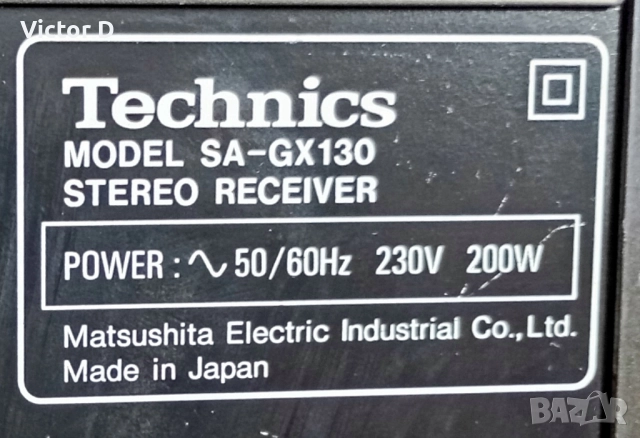 Victor D
Technics
MODEL SA-GX130
STEREO RECEIVER
POWER : ∿ 50/60Hz 230V 200W
Matsushita Electric Industrial Co., Ltd.
Made in Japan
BAZAR